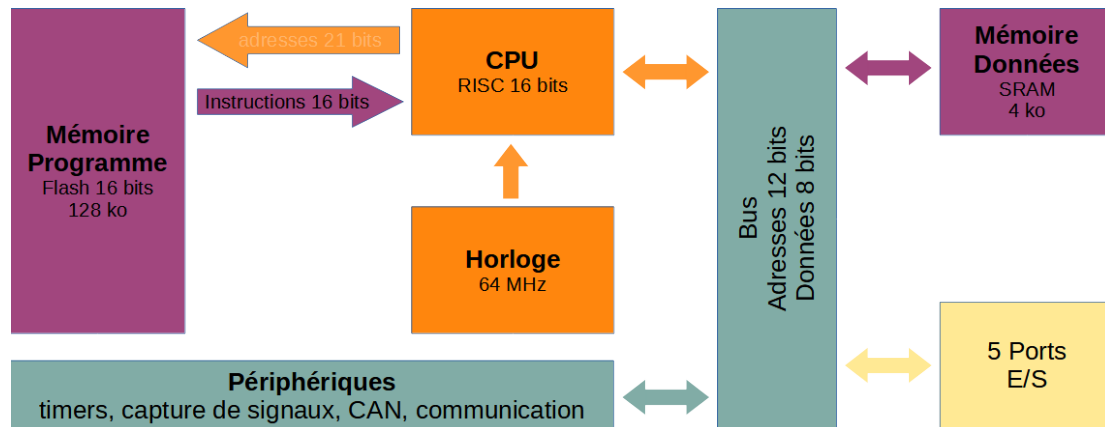 adresses 21 bits
Instructions 16 bits
Mémoire
Programme
Flash 16 bits
128 ko
CPU
RISC 16 bits
Horloge
64 MHz
Bus
Adresses 12 bits
Données 8 bits
Mémoire
Données
SRAM
4 ko
5 Ports
E/S
Périphériques
timers, capture de signaux, CAN, communication